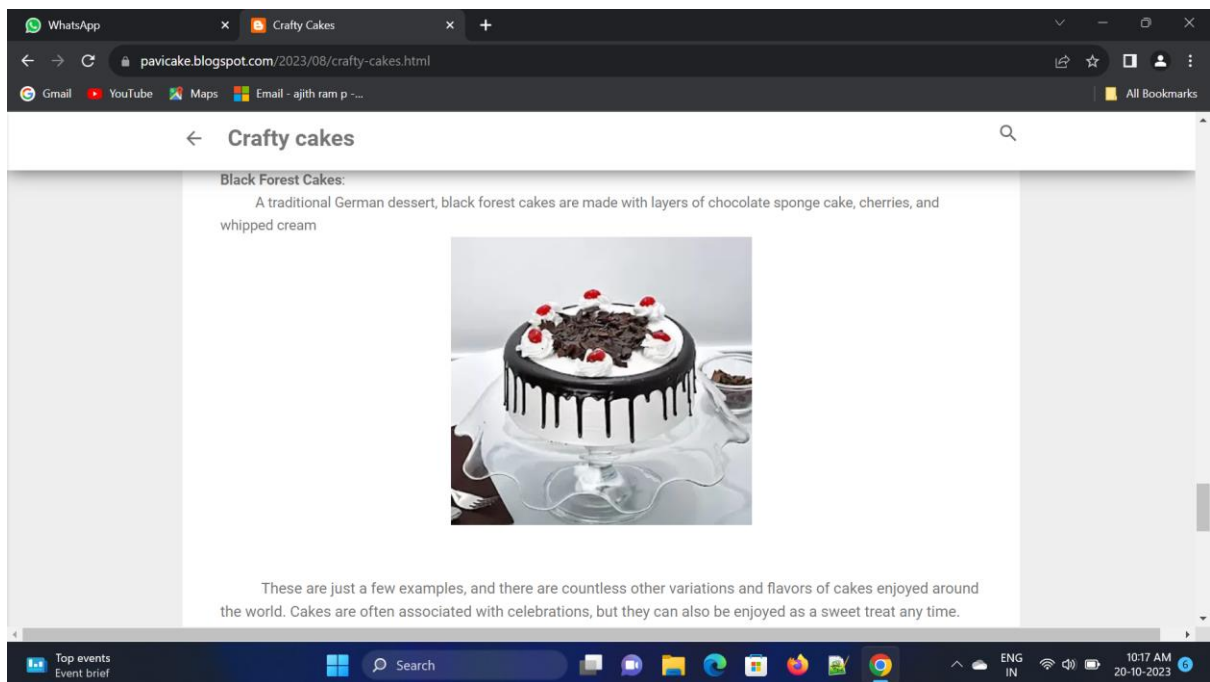 WhatsApp
Crafty Cakes
pavicake.blogspot.com/2023/08/crafty-cakes.html
Gmail
YouTube
Maps
Email - ajith ram p -...
All Bookmarks
Crafty cakes
Black Forest Cakes:
A traditional German dessert, black forest cakes are made with layers of chocolate sponge cake, cherries, and
whipped cream
These are just a few examples, and there are countless other variations and flavors of cakes enjoyed around
the world. Cakes are often associated with celebrations, but they can also be enjoyed as a sweet treat any time.
Top events
Event brief
Search
ENG
IN
10:17 AM
20-10-2023
6